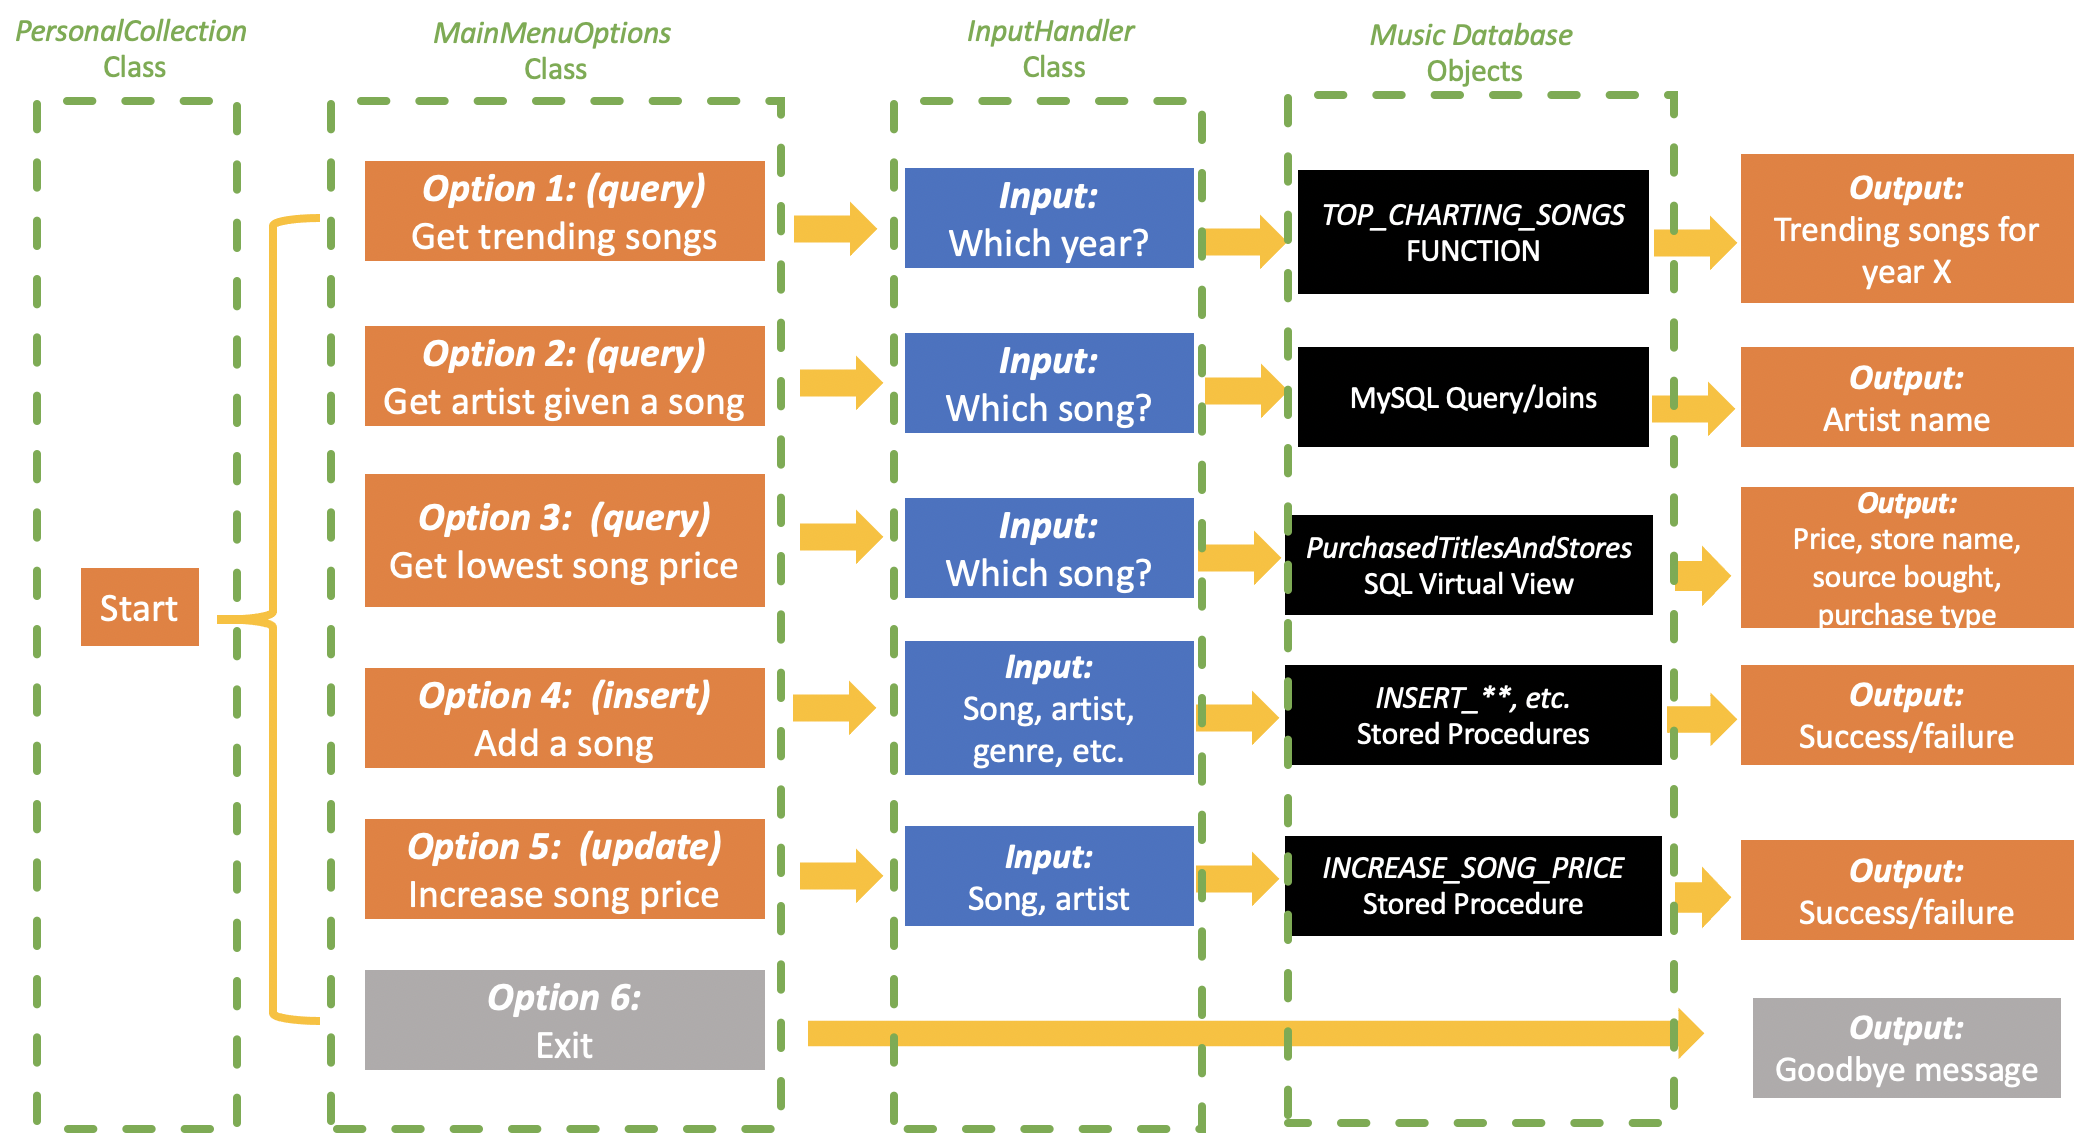 PersonalCollection
Class
MainMenuOptions
Class
InputHandler
Class
Music Database
Objects
Start
Option 1: (query)
Get trending songs
Input:
Which year?
TOP_CHARTING_SONGS
FUNCTION
Output:
Trending songs for
year X
Option 2: (query)
Get artist given a song
Input:
Which song?
MySQL Query/Joins
Output:
Artist name
Option 3:  (query)
Get lowest song price
Input:
Which song?
PurchasedTitlesAndStores
SQL Virtual View
Output:
Price, store name,
source bought,
purchase type
Option 4:  (insert)
Add a song
Input:
Song, artist,
genre, etc.
INSERT_**, etc.
Stored Procedures
Output:
Success/failure
Option 5:  (update)
Increase song price
Input:
Song, artist
INCREASE_SONG_PRICE
Stored Procedure
Output:
Success/failure
Option 6:
Exit
Output:
Goodbye message